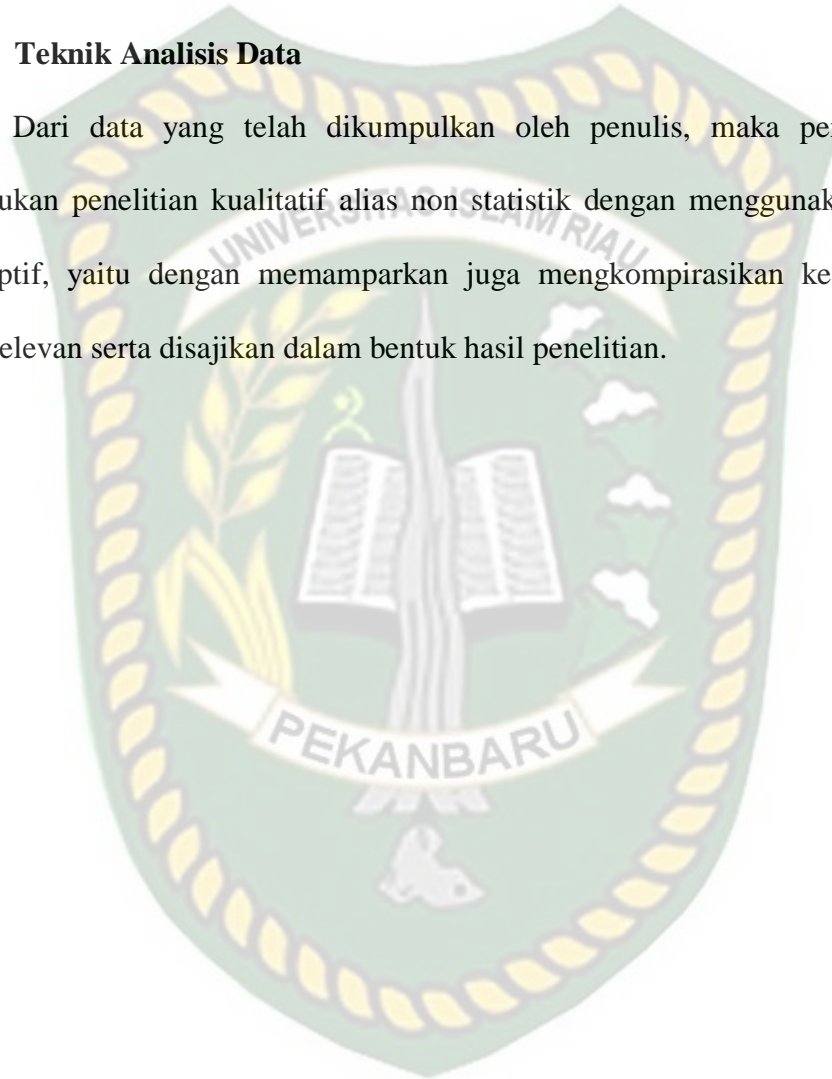 Teknik Analisis Data
Dari data yang telah dikumpulkan oleh penulis, maka per
ukan penelitian kualitatif alias non statistik dengan menggunak
ptif, yaitu dengan memamparkan juga mengkompirasikan ke
elevan serta disajikan dalam bentuk hasil penelitian.
UNIVERSITAS ISLAM RIAU
PEKANBARU